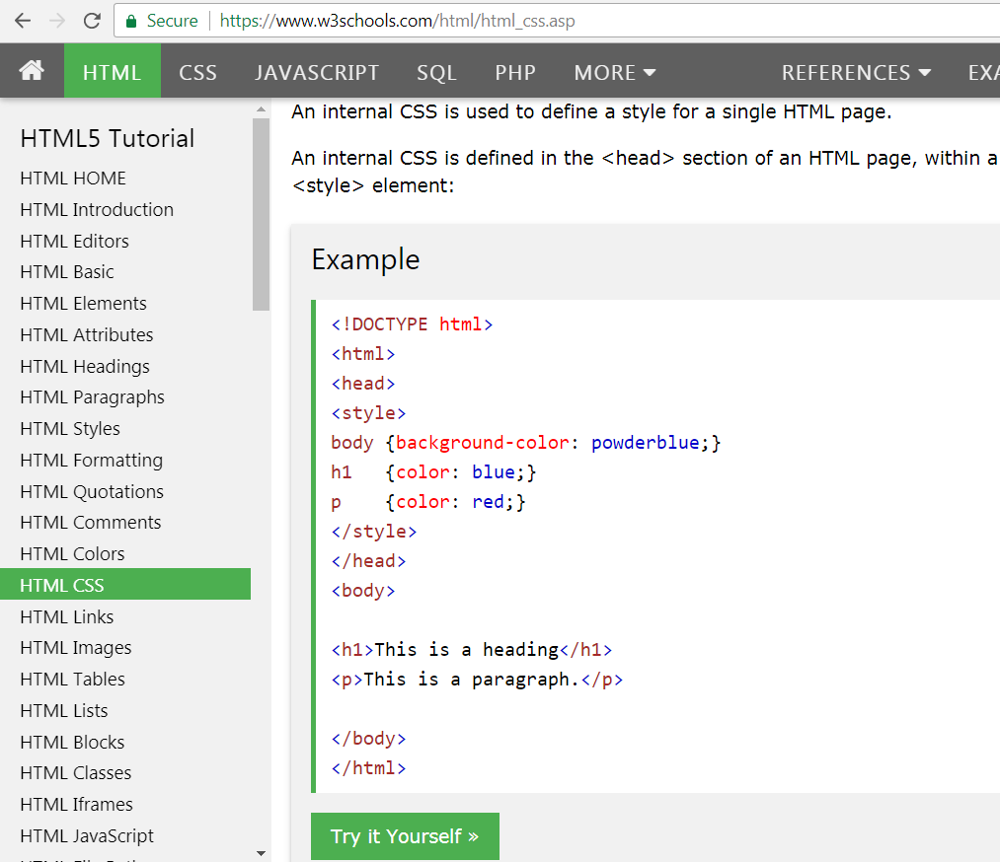 Secure https://www.w3schools.com/html/html_css.asp
HTML CSS JAVASCRIPT SQL PHP MORE REFERENCES EXA
HTML5 Tutorial
HTML HOME
HTML Introduction
HTML Editors
HTML Basic
HTML Elements
HTML Attributes
HTML Headings
HTML Paragraphs
HTML Styles
HTML Formatting
HTML Quotations
HTML Comments
HTML Colors
HTML CSS
HTML Links
HTML Images
HTML Tables
HTML Lists
HTML Blocks
HTML Classes
HTML Iframes
HTML JavaScript
An internal CSS is used to define a style for a single HTML page.
An internal CSS is defined in the <head> section of an HTML page, within a
<style> element:
Example
<!DOCTYPE html>
<html>
<head>
<style>
body {background-color: powderblue;}
h1   {color: blue;}
p    {color: red;}
</style>
</head>
<body>
<h1>This is a heading</h1>
<p>This is a paragraph.</p>
</body>
</html>
Try it Yourself »